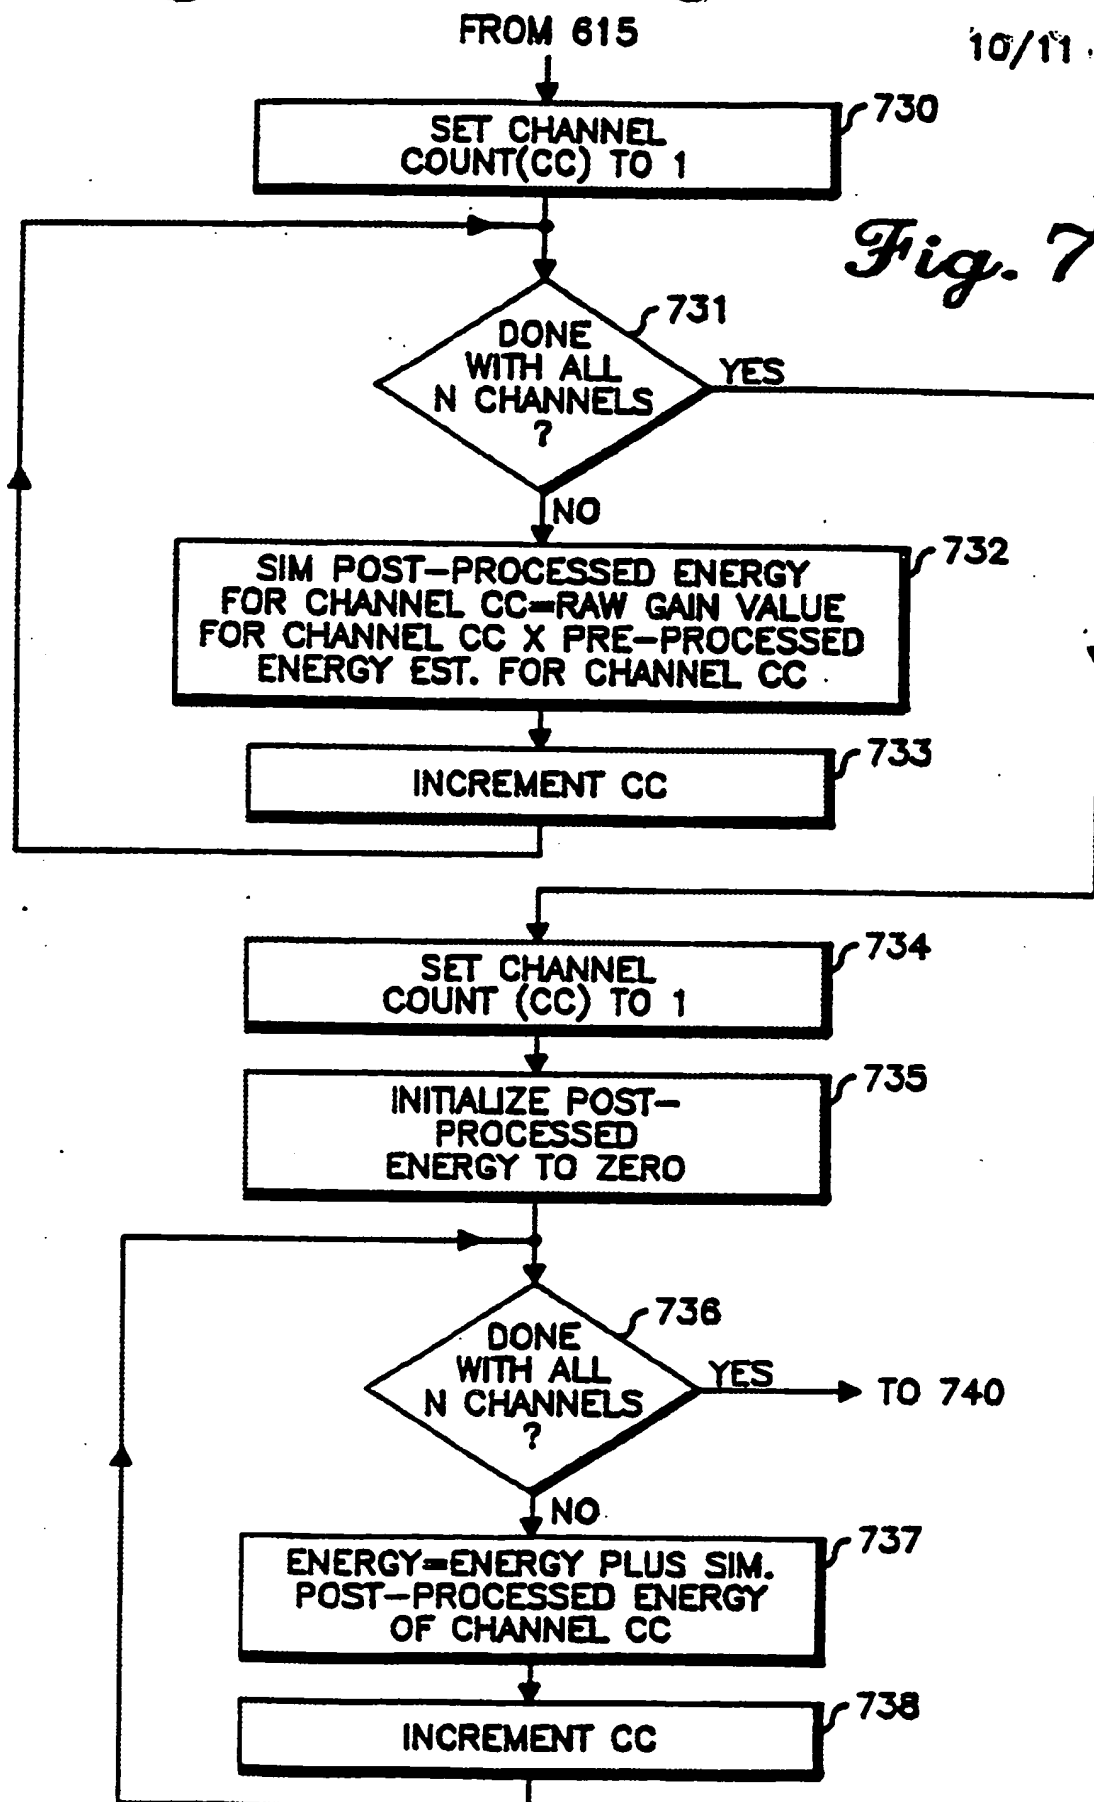 FROM 615
10/11
730
SET CHANNEL
COUNT(CC) TO 1
Fig. 7
731
DONE
WITH ALL
N CHANNELS
?
YES
NO
732
SIM POST-PROCESSED ENERGY
FOR CHANNEL CC=RAW GAIN VALUE
FOR CHANNEL CC X PRE-PROCESSED
ENERGY EST. FOR CHANNEL CC
733
INCREMENT CC
734
SET CHANNEL
COUNT (CC) TO 1
735
INITIALIZE POST-
PROCESSED
ENERGY TO ZERO
736
DONE
WITH ALL
N CHANNELS
?
YES
TO 740
NO
737
ENERGY=ENERGY PLUS SIM.
POST-PROCESSED ENERGY
OF CHANNEL CC
738
INCREMENT CC